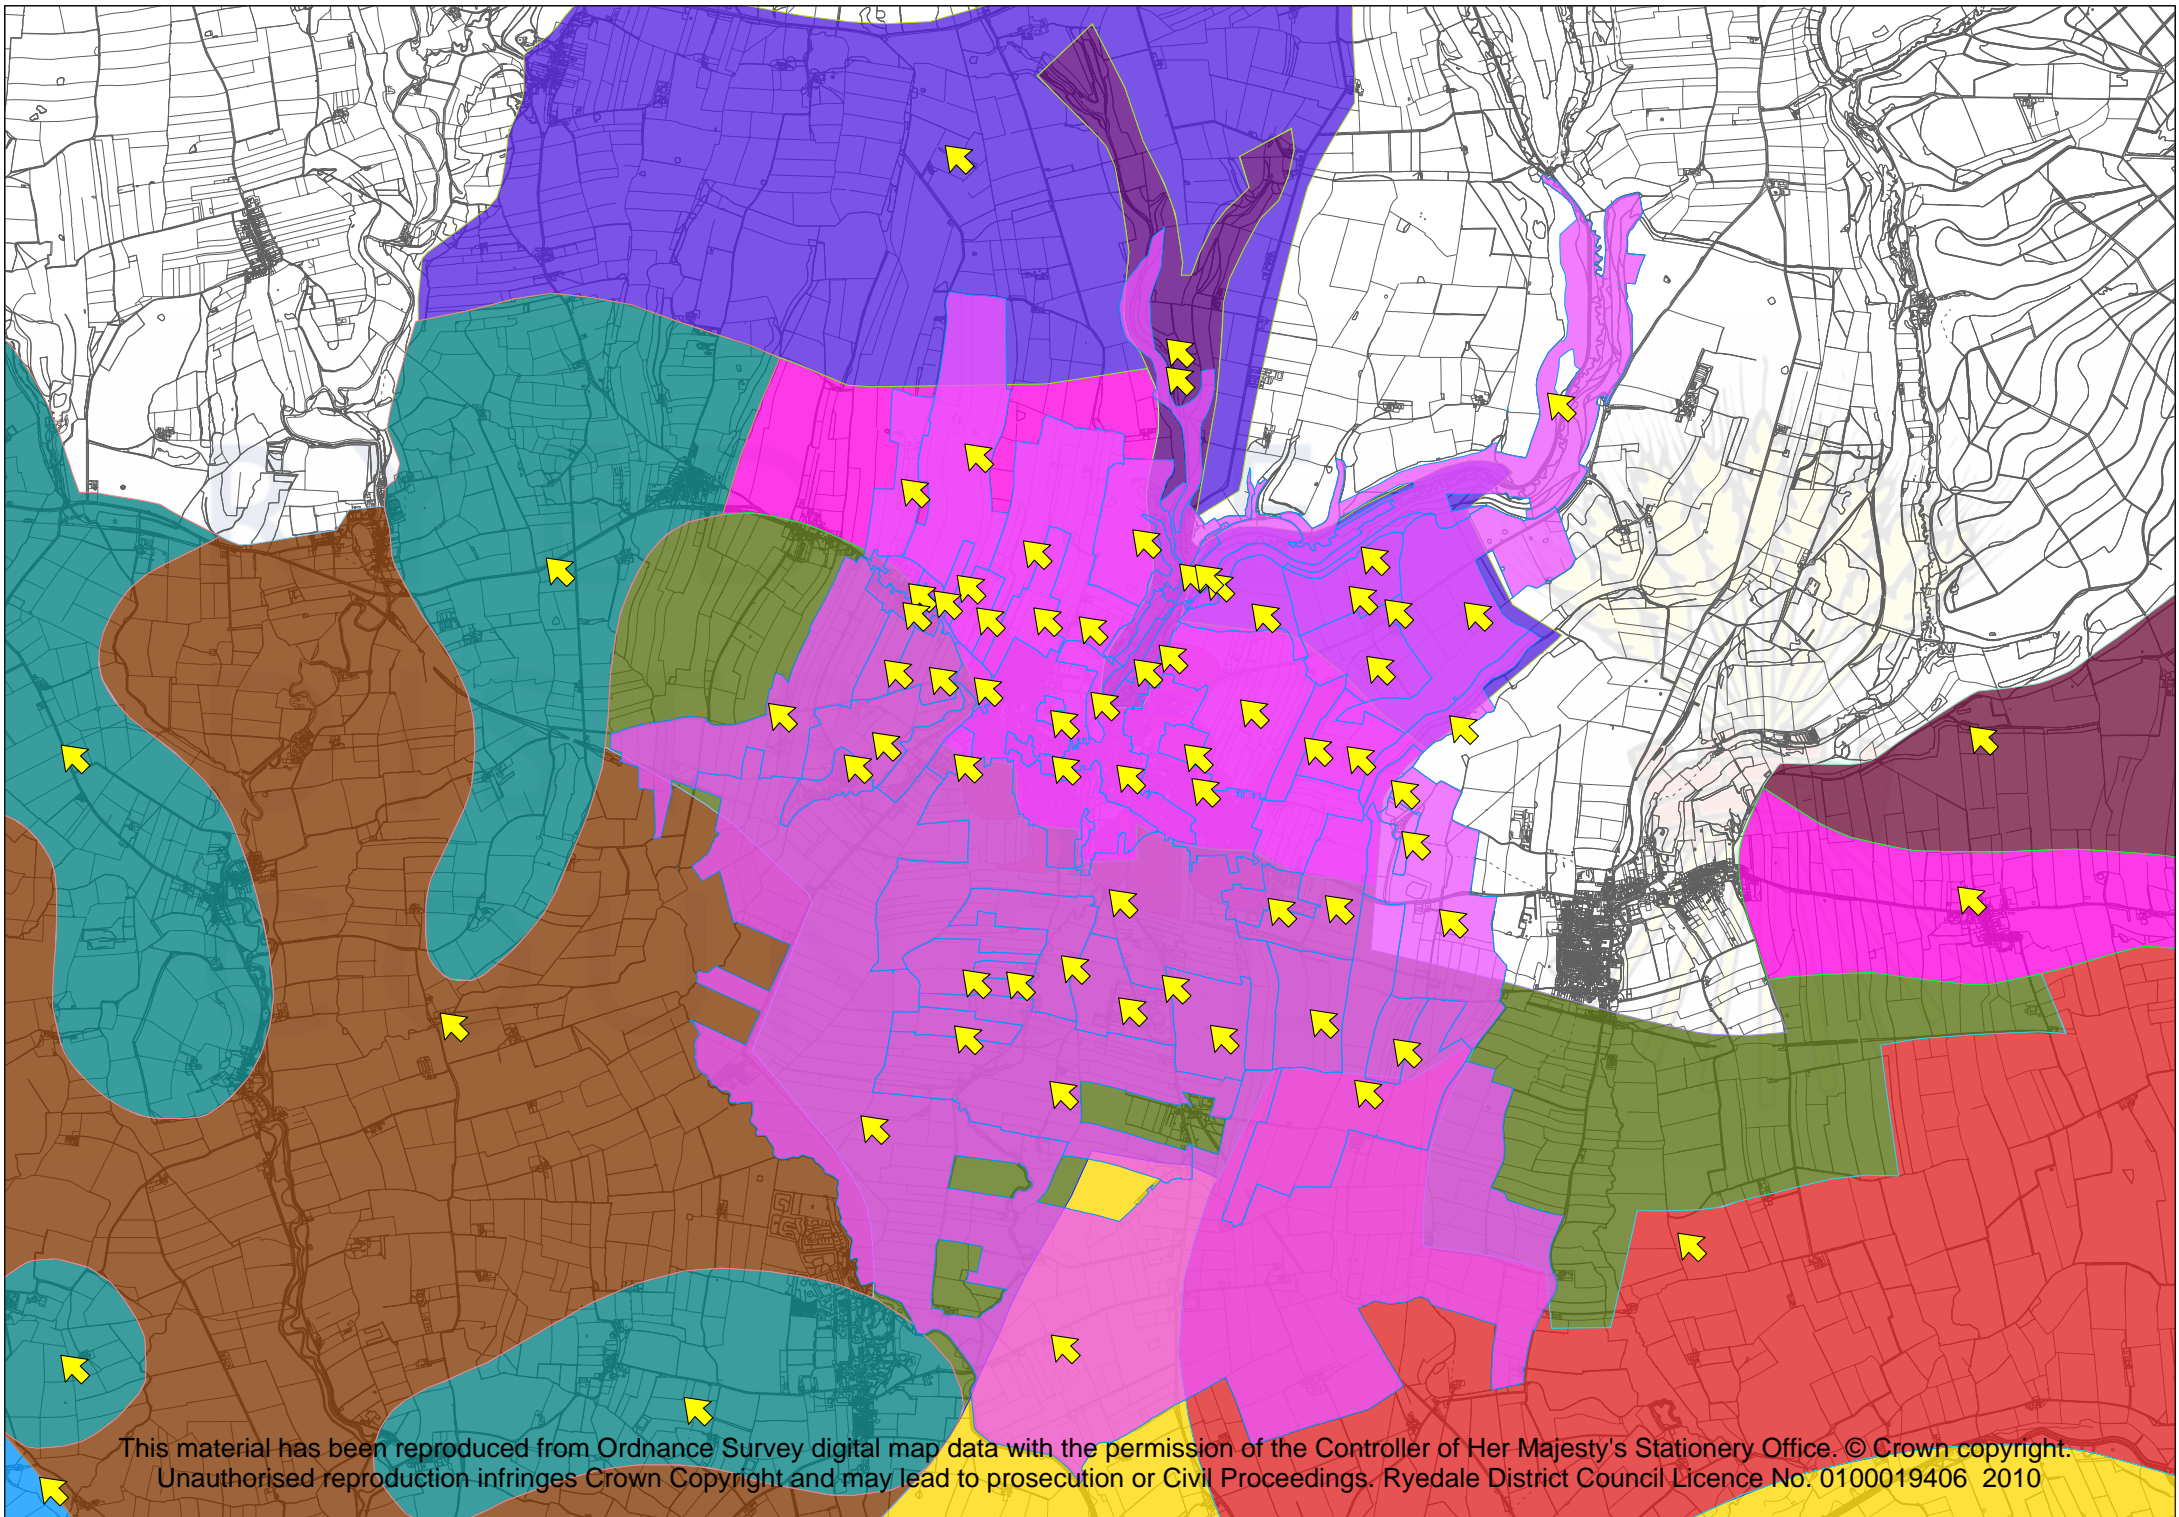 This material has been reproduced from Ordnance Survey digital map data with the permission of the Controller of Her Majesty's Stationery Office. © Crown copyright.
Unauthorised reproduction infringes Crown Copyright and may lead to prosecution or Civil Proceedings. Ryedale District Council Licence No. 0100019406 2010